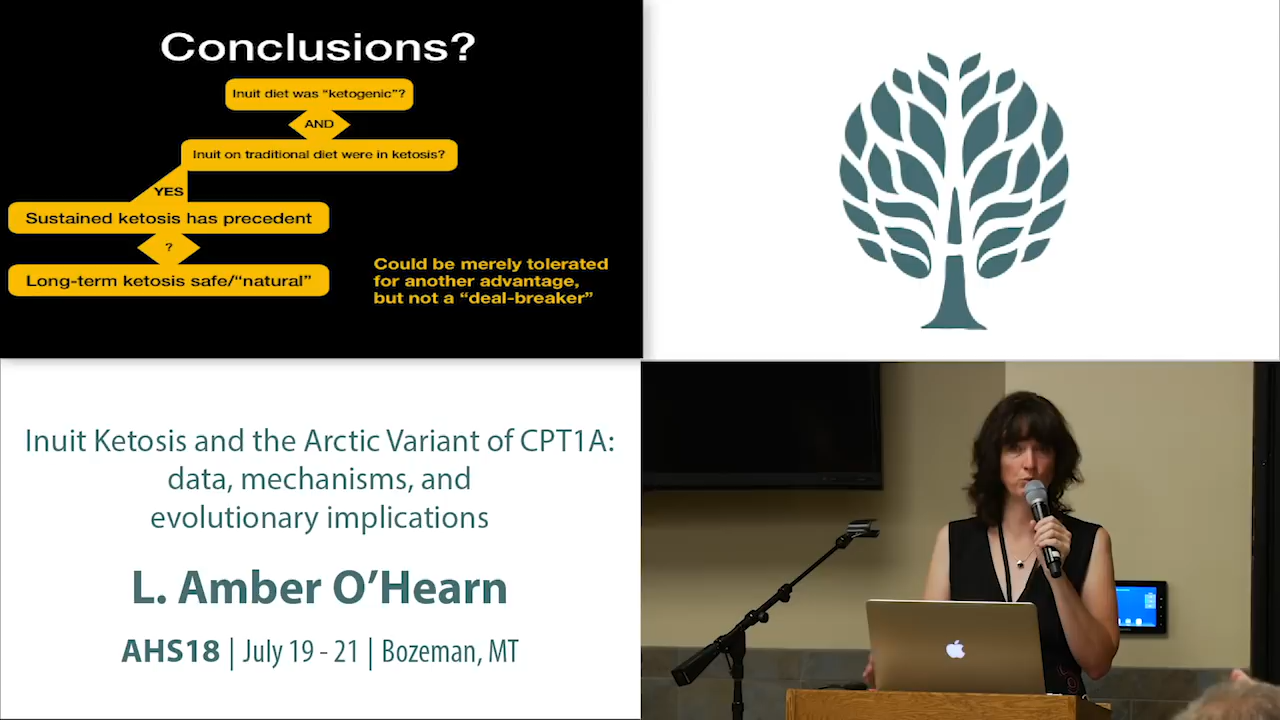 Conclusions?
Inuit diet was “ketogenic”?
AND
Inuit on traditional diet were in ketosis?
YES
Sustained ketosis has precedent
?
Long-term ketosis safe/“natural”
Could be merely tolerated
for another advantage,
but not a “deal-breaker”
Inuit Ketosis and the Arctic Variant of CPT1A:
data, mechanisms, and
evolutionary implications
L. Amber O’Hearn
AHS18 | July 19 - 21 | Bozeman, MT